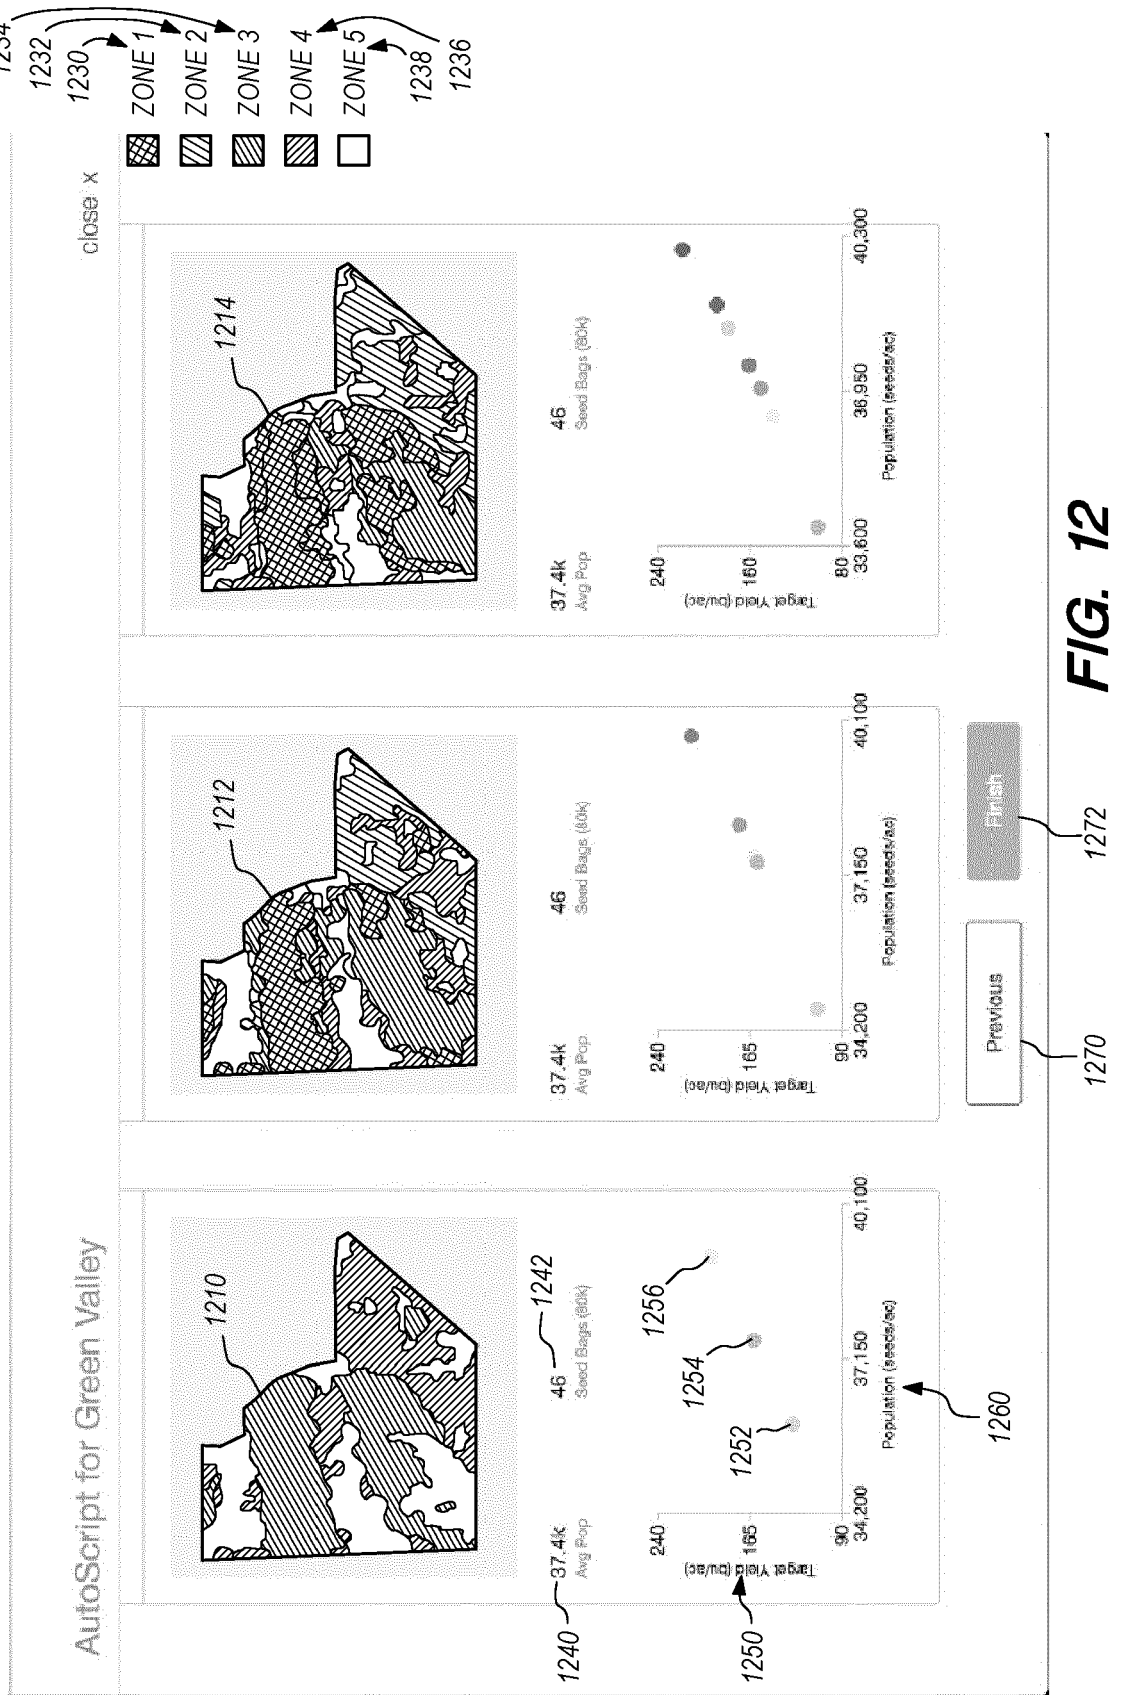 AutoScript for Green Valley
close x
1210
1212
1214
1234
1232
1230
ZONE 1
ZONE 2
ZONE 3
ZONE 4
ZONE 5
1238
1236
1240
37.4k
Avg Pop
46
1242
Seed Bags (80k)
240
165
90
Target Yield (bu/ac)
1250
1252
1254
1256
34,200
37,150
40,100
Population (seeds/ac)
1260
37.4k
Avg Pop
46
Seed Bags (80k)
240
165
90
Target Yield (bu/ac)
34,200
37,150
40,100
Population (seeds/ac)
37.4k
Avg Pop
46
Seed Bags (80k)
240
160
80
Target Yield (bu/ac)
33,600
36,950
40,300
Population (seeds/ac)
Previous
Finish
1270
1272
FIG. 12